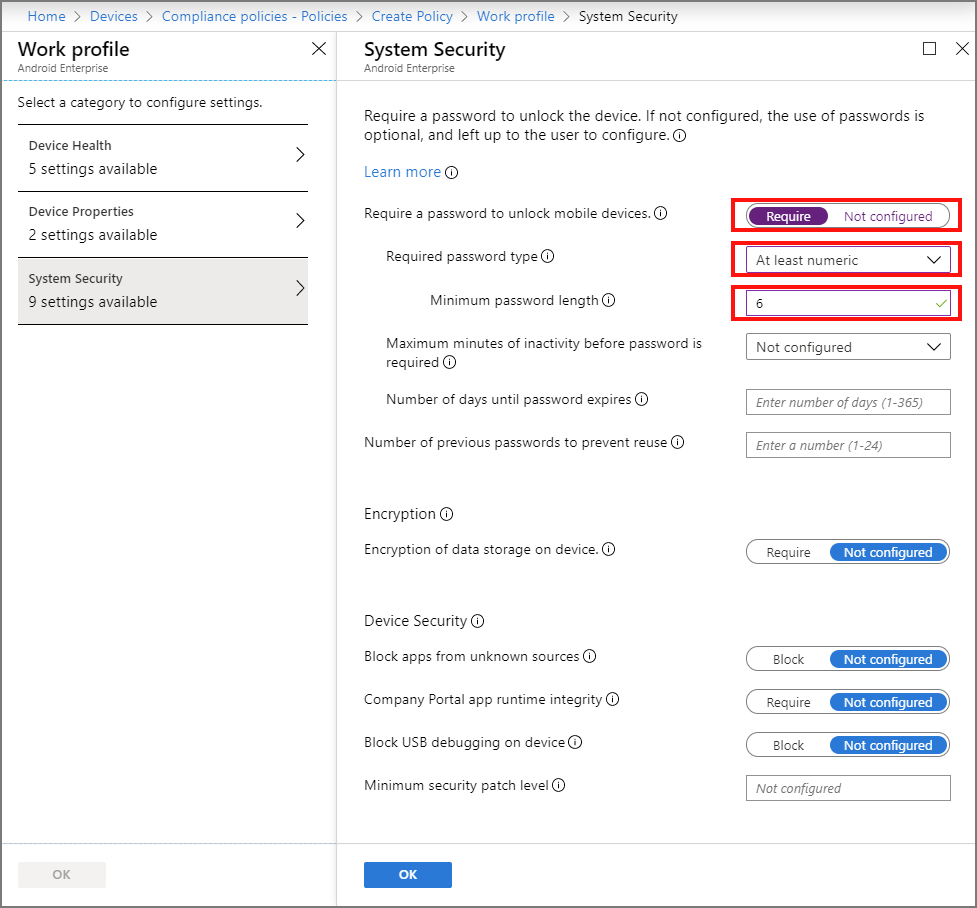 Home > Devices > Compliance policies - Policies > Create Policy > Work profile > System Security
Work profile
Android Enterprise
Select a category to configure settings.
Device Health
5 settings available
Device Properties
2 settings available
System Security
9 settings available
OK
System Security
Android Enterprise
Require a password to unlock the device. If not configured, the use of passwords is
optional, and left up to the user to configure.
Learn more
Require a password to unlock mobile devices. Require Not configured
Required password type At least numeric
Minimum password length 6
Maximum minutes of inactivity before password is
required Not configured
Number of days until password expires Enter number of days (1-365)
Number of previous passwords to prevent reuse Enter a number (1-24)
Encryption
Encryption of data storage on device. Require Not configured
Device Security
Block apps from unknown sources Block Not configured
Company Portal app runtime integrity Require Not configured
Block USB debugging on device Block Not configured
Minimum security patch level Not configured
OK